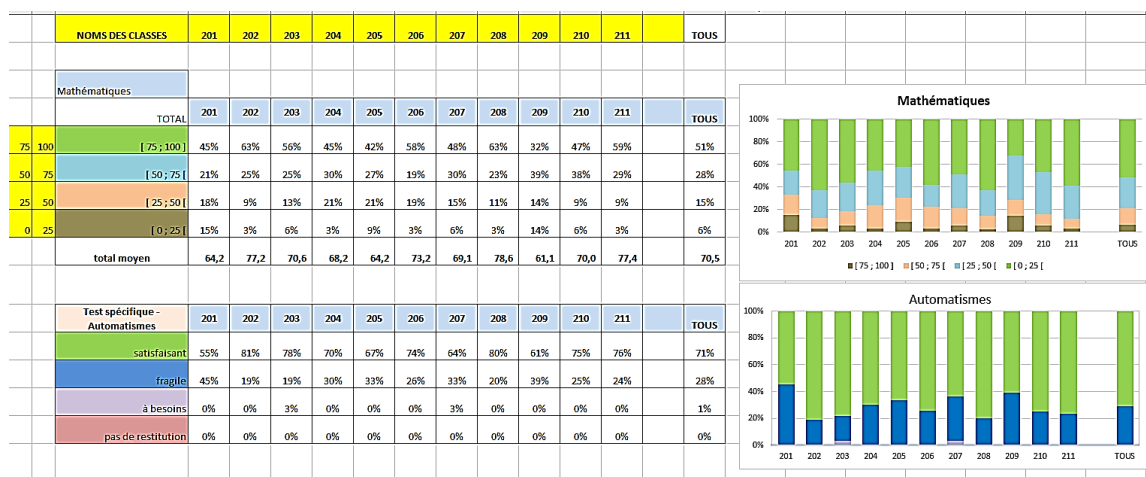 NOMS DES CLASSES 201 202 203 204 205 206 207 208 209 210 211 TOUS
Mathématiques
TOTAL 201 202 203 204 205 206 207 208 209 210 211 TOUS
75 100 [ 75 ; 100 ] 45% 63% 56% 45% 42% 58% 48% 63% 32% 47% 59% 51%
50 75 [ 50 ; 75 [ 21% 25% 25% 30% 27% 19% 30% 23% 39% 38% 29% 28%
25 50 [ 25 ; 50 [ 18% 9% 13% 21% 21% 19% 15% 11% 14% 9% 9% 15%
0 25 [ 0 ; 25 [ 15% 3% 6% 3% 9% 3% 6% 3% 14% 6% 3% 6%
total moyen 64,2 77,2 70,6 68,2 64,2 73,2 69,1 78,6 61,1 70,0 77,4 70,5
Test spécifique -
Automatismes 201 202 203 204 205 206 207 208 209 210 211 TOUS
satisfaisant 55% 81% 78% 70% 67% 74% 64% 80% 61% 75% 76% 71%
fragile 45% 19% 19% 30% 33% 26% 33% 20% 39% 25% 24% 28%
à besoins 0% 0% 3% 0% 0% 0% 3% 0% 0% 0% 0% 1%
pas de restitution 0% 0% 0% 0% 0% 0% 0% 0% 0% 0% 0% 0%
Mathématiques
100%
80%
60%
40%
20%
0%
201 202 203 204 205 206 207 208 209 210 211 TOUS
[ 75 ; 100 ] [ 50 ; 75 [ [ 25 ; 50 [ [ 0 ; 25 [
Automatismes
100%
80%
60%
40%
20%
0%
201 202 203 204 205 206 207 208 209 210 211 TOUS